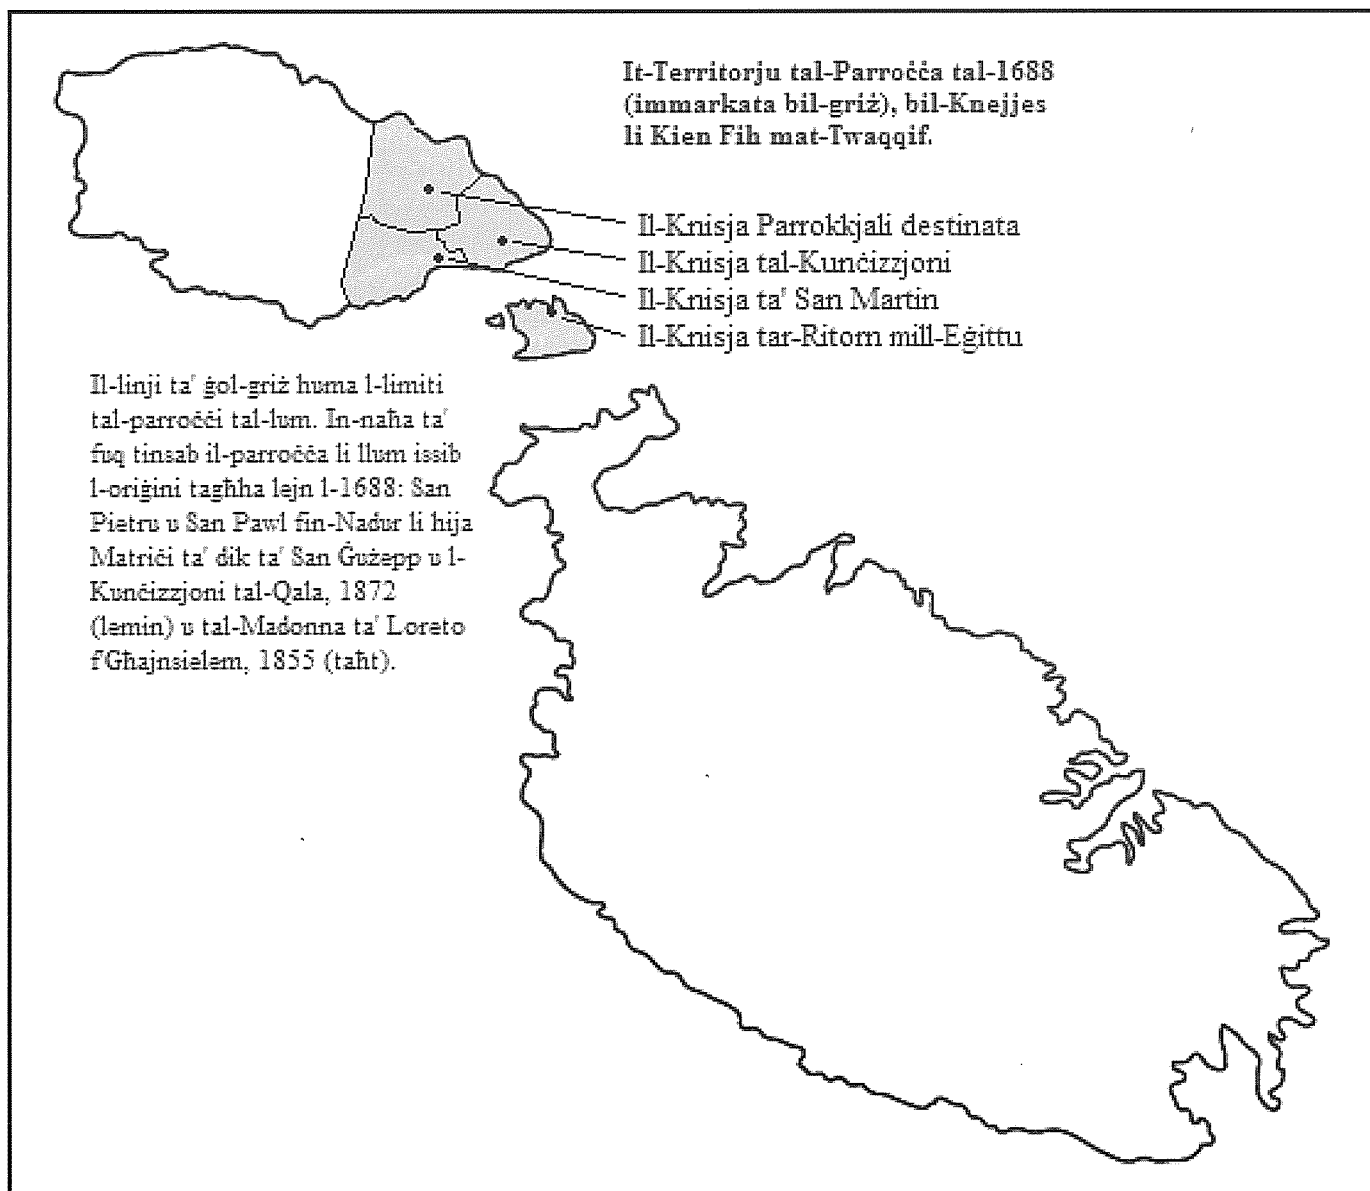 It-Territorju tal-Parroċċa tal-1688
(immarkata bil-griż), bil-Knejjes
li Kien Fih mat-Twaqqif.
Il-Knisja Parrokkjali destinata
Il-Knisja tal-Kunċizzjoni
Il-Knisja ta' San Martin
Il-Knisja tar-Ritorn mill-Eġittu
Il-linji ta' ġol-griż huma l-limiti
tal-parroċċi tal-lum. In-naħa ta'
fuq tinsab il-parroċċa li llum issib
l-oriġini tagħha lejn l-1688: San
Pietru u San Pawl fin-Nadur li hija
Matriċi ta' dik ta' San Ġużepp u l-
Kunċizzjoni tal-Qala, 1872
(lemin) u tal-Madonna ta' Loreto
f'Għajnsielem, 1855 (taħt).